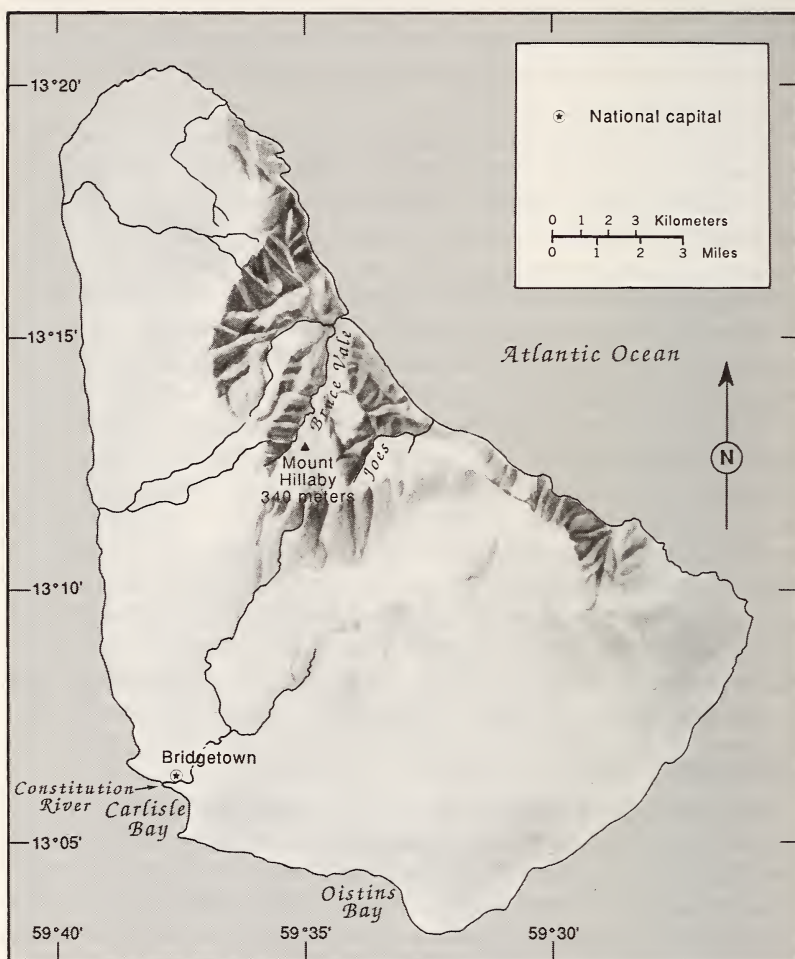 13°20'
National capital
0 1 2 3 Kilometers
0 1 2 3 Miles
13°15'
Atlantic Ocean
Bruce Vale
N
Joes
Mount
Hillaby
340 meters
13°10'
Bridgetown
Constitution
River
Carlisle
Bay
13°05'
Oistins
Bay
59°40'
59°35'
59°30'